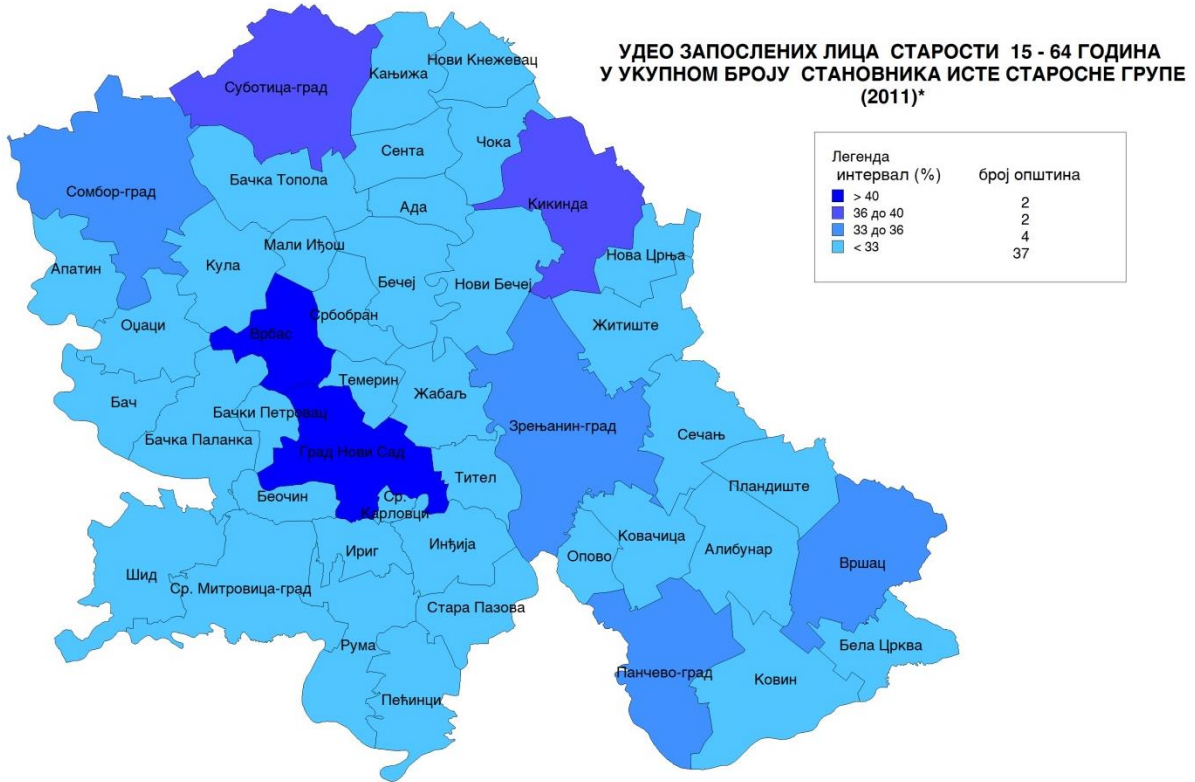 УДЕО ЗАПОСЛЕНИХ ЛИЦА СТАРОСТИ 15 - 64 ГОДИНА
У УКУПНОМ БРОЈУ СТАНОВНИКА ИСТЕ СТАРОСНЕ ГРУПЕ
(2011)*
Легенда
интервал (%) број општина
> 40 2
36 до 40 2
33 до 36 4
< 33 37
Нови Кнежевац
Кањижа
Суботица-град
Чока
Сента
Бачка Топола
Сомбор-град
Ада
Кикинда
Мали Иђош
Нова Црња
Апатин
Кула
Бечеј
Нови Бечеј
Србобран
Оџаци
Житиште
Врбас
Темерин
Жабаљ
Бач
Бачки Петровац
Зрењанин-град
Бачка Паланка
Сечањ
Град Нови Сад
Тител
Пландиште
Беочин
Ср.
Карловци
Ковачица
Инђија
Ириг
Опово
Алибунар
Вршац
Шид
Ср. Митровица-град
Стара Пазова
Рума
Бела Црква
Панчево-град
Ковин
Пећинци